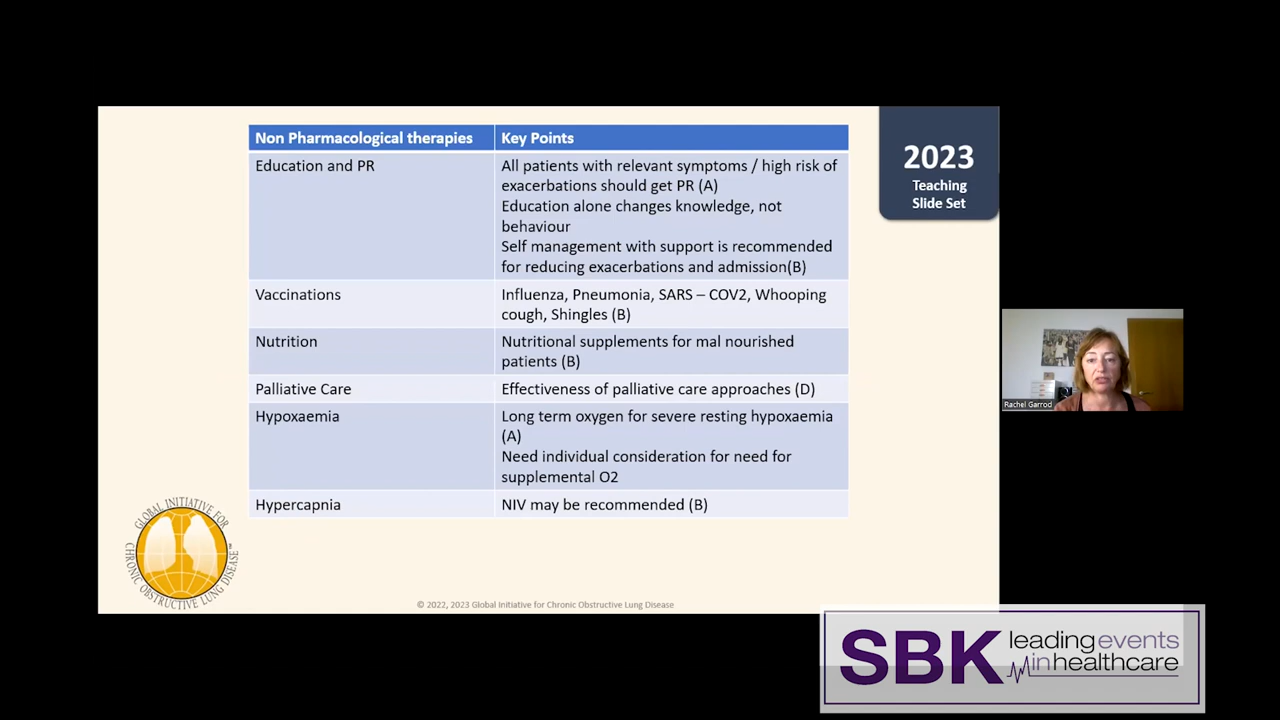 Non Pharmacological therapies
Key Points
Education and PR
All patients with relevant symptoms / high risk of
exacerbations should get PR (A)
Education alone changes knowledge, not
behaviour
Self management with support is recommended
for reducing exacerbations and admission(B)
Vaccinations
Influenza, Pneumonia, SARS – COV2, Whooping
cough, Shingles (B)
Nutrition
Nutritional supplements for mal nourished
patients (B)
Palliative Care
Effectiveness of palliative care approaches (D)
Hypoxaemia
Long term oxygen for severe resting hypoxaemia
(A)
Need individual consideration for need for
supplemental O2
Hypercapnia
NIV may be recommended (B)
2023
Teaching
Slide Set
Rachel Garrod
GLOBAL INITIATIVE FOR
CHRONIC OBSTRUCTIVE LUNG DISEASE
© 2022, 2023 Global Initiative for Chronic Obstructive Lung Disease
SBK
leading events
in healthcare